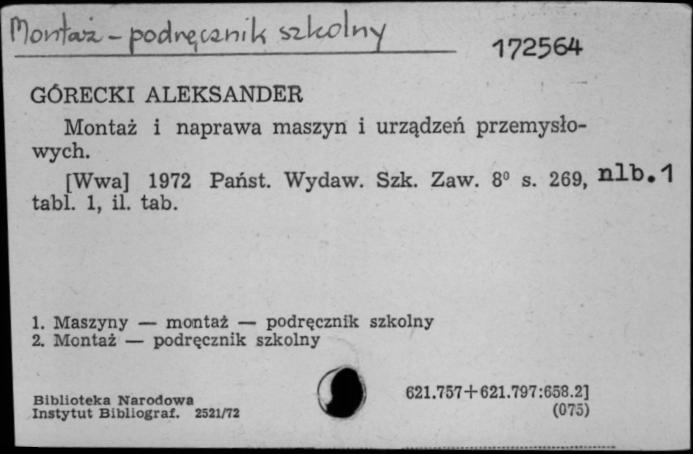 Montaż – podręcznik szkolny
172564
GÓRECKI ALEKSANDER
Montaż i naprawa maszyn i urządzeń przemysło-
wych.
[Wwa] 1972 Państ. Wydaw. Szk. Zaw. 8⁰ s. 269, nlb. 1
tabl. 1, il. tab.
1. Maszyny — montaż — podręcznik szkolny
2. Montaż — podręcznik szkolny
Biblioteka Narodowa
Instytut Bibliograf. 2521/72
621.757+621.797:658.2]
(075)